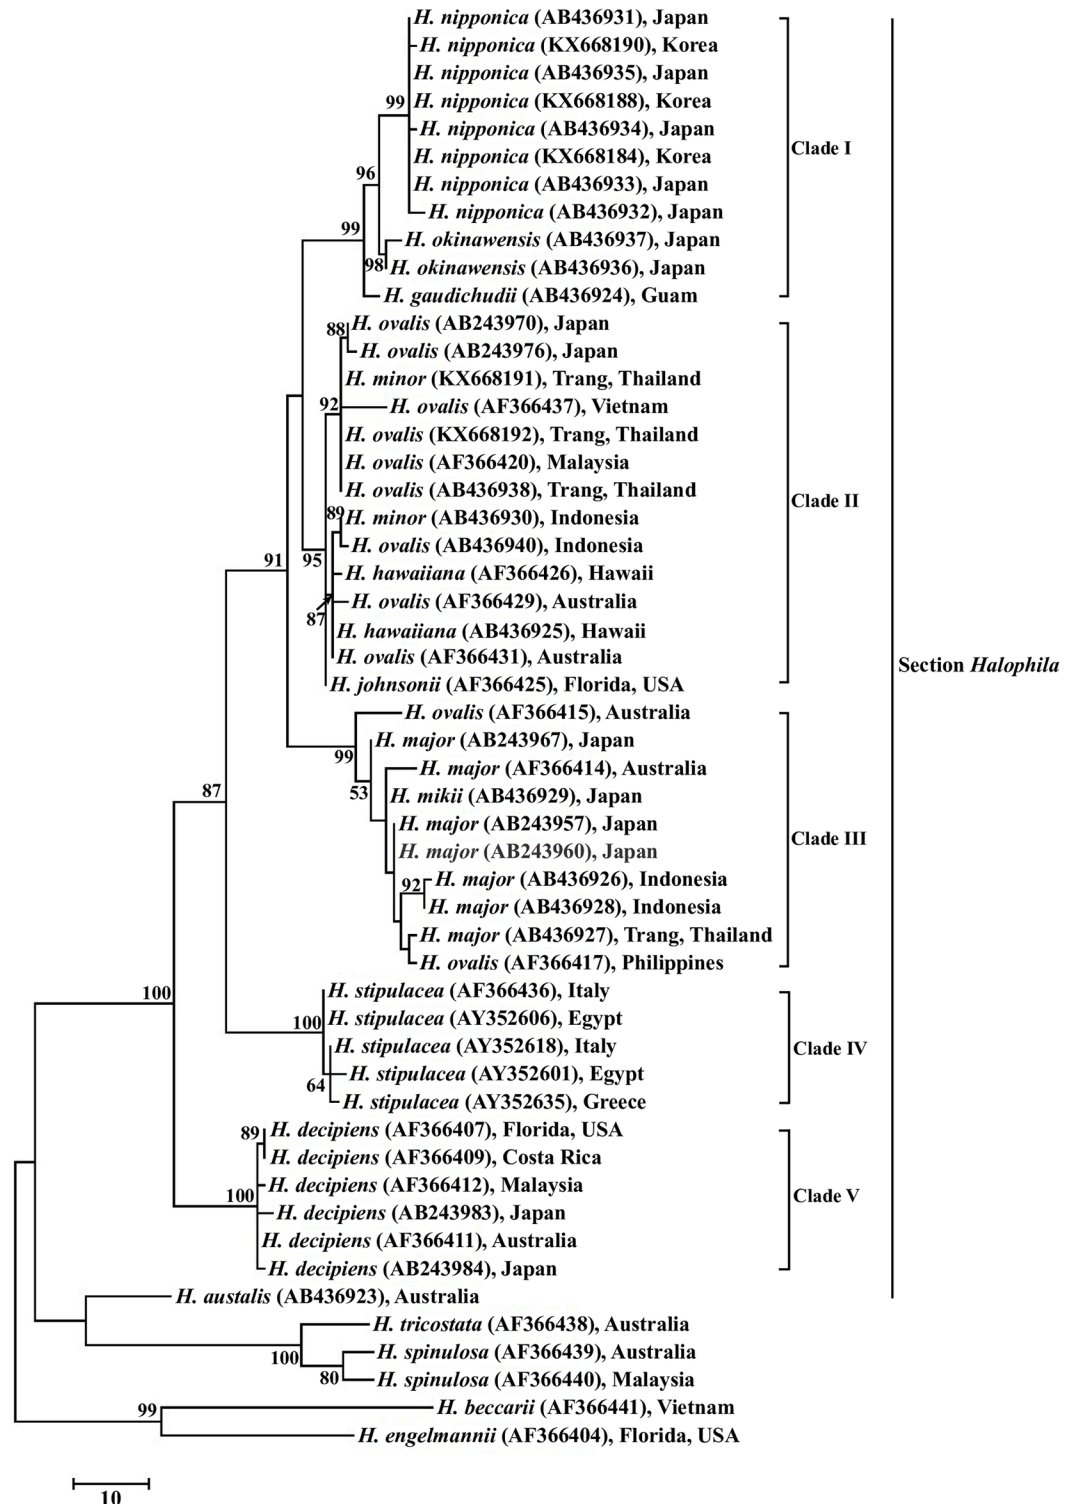 H. nipponica (AB436931), Japan
H. nipponica (KX668190), Korea
H. nipponica (AB436935), Japan
99
H. nipponica (KX668188), Korea
H. nipponica (AB436934), Japan
Clade I
H. nipponica (KX668184), Korea
96
H. nipponica (AB436933), Japan
H. nipponica (AB436932), Japan
99
H. okinawensis (AB436937), Japan
98
H. okinawensis (AB436936), Japan
H. gaudichudii (AB436924), Guam
88
H. ovalis (AB243970), Japan
H. ovalis (AB243976), Japan
H. minor (KX668191), Trang, Thailand
92
H. ovalis (AF366437), Vietnam
H. ovalis (KX668192), Trang, Thailand
H. ovalis (AF366420), Malaysia
H. ovalis (AB436938), Trang, Thailand
Clade II
89
H. minor (AB436930), Indonesia
H. ovalis (AB436940), Indonesia
91
95
H. hawaiiana (AF366426), Hawaii
H. ovalis (AF366429), Australia
87
H. hawaiiana (AB436925), Hawaii
H. ovalis (AF366431), Australia
Section Halophila
H. johnsonii (AF366425), Florida, USA
H. ovalis (AF366415), Australia
H. major (AB243967), Japan
99
H. major (AF366414), Australia
53
H. mikii (AB436929), Japan
87
H. major (AB243957), Japan
Clade III
H. major (AB243960), Japan
92
H. major (AB436926), Indonesia
H. major (AB436928), Indonesia
H. major (AB436927), Trang, Thailand
H. ovalis (AF366417), Philippines
100
H. stipulacea (AF366436), Italy
100
H. stipulacea (AY352606), Egypt
H. stipulacea (AY352618), Italy
Clade IV
H. stipulacea (AY352601), Egypt
64
H. stipulacea (AY352635), Greece
89
H. decipiens (AF366407), Florida, USA
H. decipiens (AF366409), Costa Rica
H. decipiens (AF366412), Malaysia
100
Clade V
H. decipiens (AB243983), Japan
H. decipiens (AF366411), Australia
H. decipiens (AB243984), Japan
H. austalis (AB436923), Australia
H. tricostata (AF366438), Australia
100
H. spinulosa (AF366439), Australia
80
H. spinulosa (AF366440), Malaysia
99
H. beccarii (AF366441), Vietnam
H. engelmannii (AF366404), Florida, USA
10